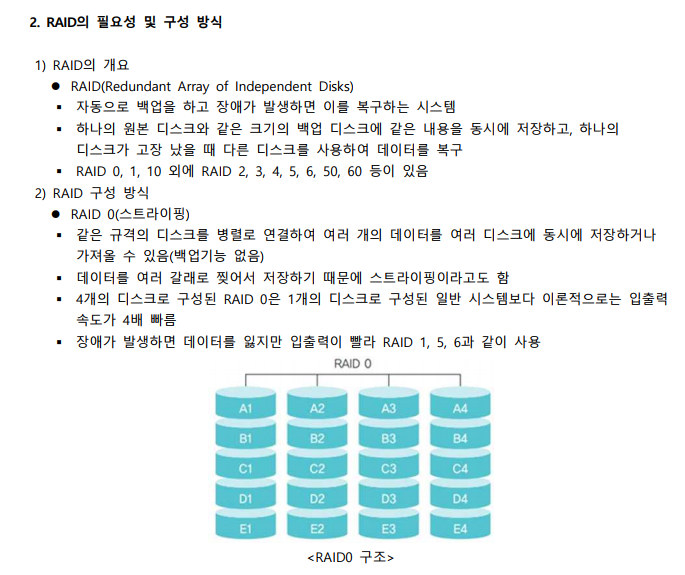 2. RAID의 필요성 및 구성 방식
1) RAID의 개요
● RAID(Redundant Array of Independent Disks)
▪ 자동으로 백업을 하고 장애가 발생하면 이를 복구하는 시스템
▪ 하나의 원본 디스크와 같은 크기의 백업 디스크에 같은 내용을 동시에 저장하고, 하나의
디스크가 고장 났을 때 다른 디스크를 사용하여 데이터를 복구
▪ RAID 0, 1, 10 외에 RAID 2, 3, 4, 5, 6, 50, 60 등이 있음
2) RAID 구성 방식
● RAID 0(스트라이핑)
▪ 같은 규격의 디스크를 병렬로 연결하여 여러 개의 데이터를 여러 디스크에 동시에 저장하거나
가져올 수 있음(백업기능 없음)
▪ 데이터를 여러 갈래로 찢어서 저장하기 때문에 스트라이핑이라고도 함
▪ 4개의 디스크로 구성된 RAID 0은 1개의 디스크로 구성된 일반 시스템보다 이론적으로는 입출력
속도가 4배 빠름
▪ 장애가 발생하면 데이터를 잃지만 입출력이 빨라 RAID 1, 5, 6과 같이 사용
RAID 0
A1 A2 A3 A4
B1 B2 B3 B4
C1 C2 C3 C4
D1 D2 D3 D4
E1 E2 E3 E4
<RAID0 구조>